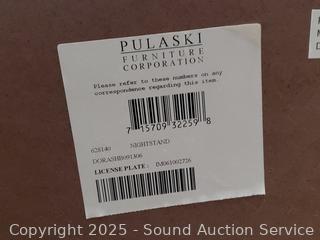 PULASKI
FURNITURE
CORPORATION
Please refer to these numbers on any
correspondence regarding this item.
7 15709 32259 8
628140 NIGHTSTAND
DORASHB091306
LICENSE PLATE: IM061002726
Copyright 2025 - Sound Auction Service